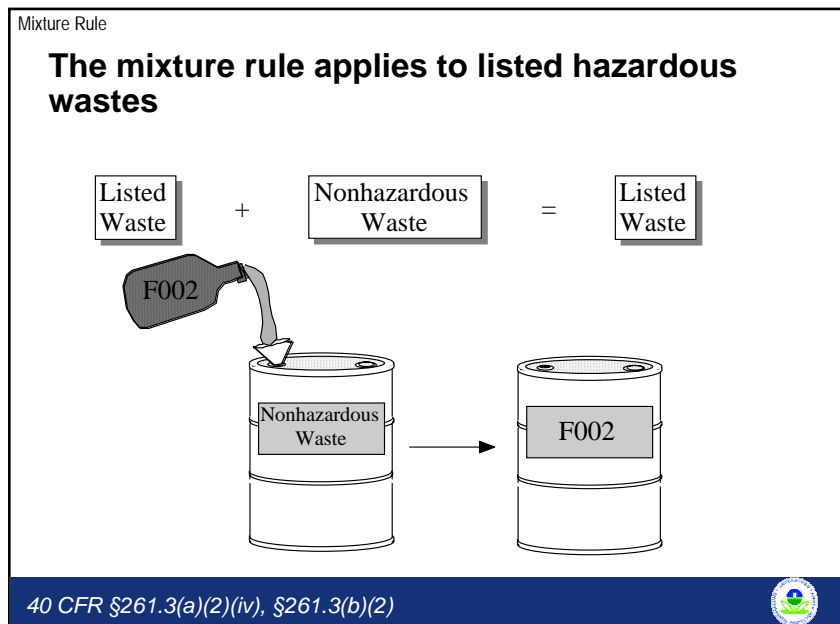 Mixture Rule
The mixture rule applies to listed hazardous
wastes
Listed
Waste
+
Nonhazardous
Waste
=
Listed
Waste
F002
Nonhazardous
Waste
F002
40 CFR §261.3(a)(2)(iv), §261.3(b)(2)